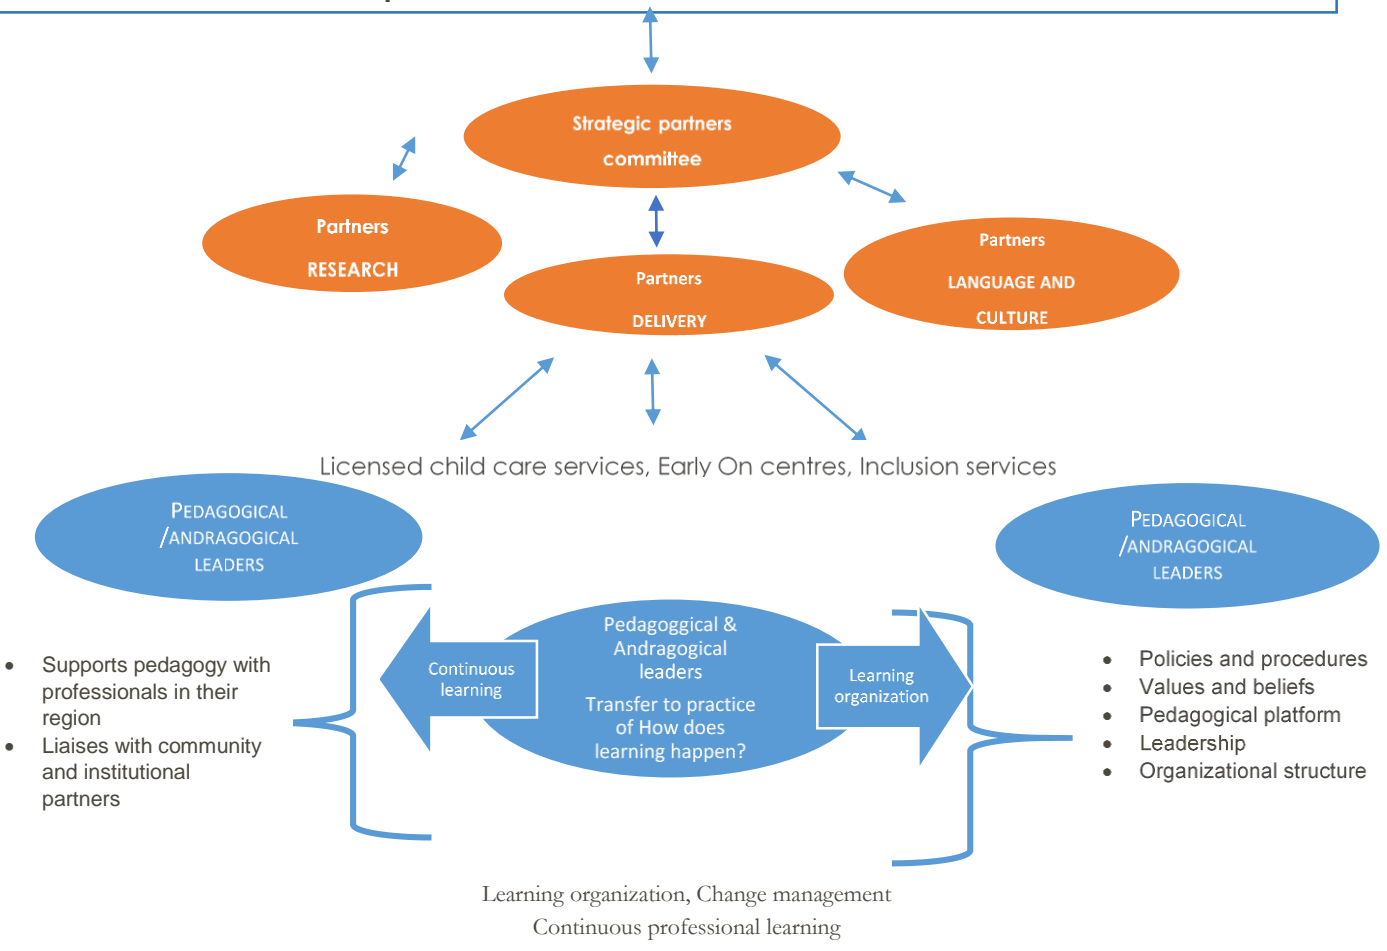 Strategic partners
committee
Partners
RESEARCH
Partners
DELIVERY
Partners
LANGUAGE AND
CULTURE
Licensed child care services, Early On centres, Inclusion services
PEDAGOGICAL
/ANDRAGOGICAL
LEADERS
PEDAGOGICAL
/ANDRAGOGICAL
LEADERS
• Supports pedagogy with
professionals in their
region
• Liaises with community
and institutional
partners
Continuous
learning
Pedagoggical &
Andragogical
leaders
Transfer to practice
of How does
learning happen?
Learning
organization
• Policies and procedures
• Values and beliefs
• Pedagogical platform
• Leadership
• Organizational structure
Learning organization, Change management
Continuous professional learning